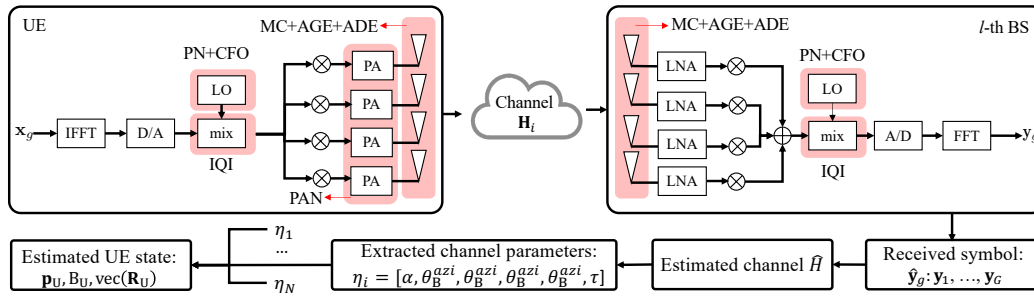 UE
MC+AGE+ADE
PN+CFO
LO
x_g
IFFT
D/A
mix
IQI
PA
PA
PA
PA
PAN
Channel
H_i
MC+AGE+ADE
l-th BS
LNA
LNA
LNA
LNA
PN+CFO
LO
mix
IQI
A/D
FFT
y_g
Estimated UE state:
p_U, B_U, vec(R_U)
η_1
...
η_N
Extracted channel parameters:
η_i = [α, θ_B^{azi}, θ_B^{azi}, θ_B^{azi}, θ_B^{azi}, τ]
Estimated channel Ĥ
Received symbol:
ŷ_g: y_1, …, y_G